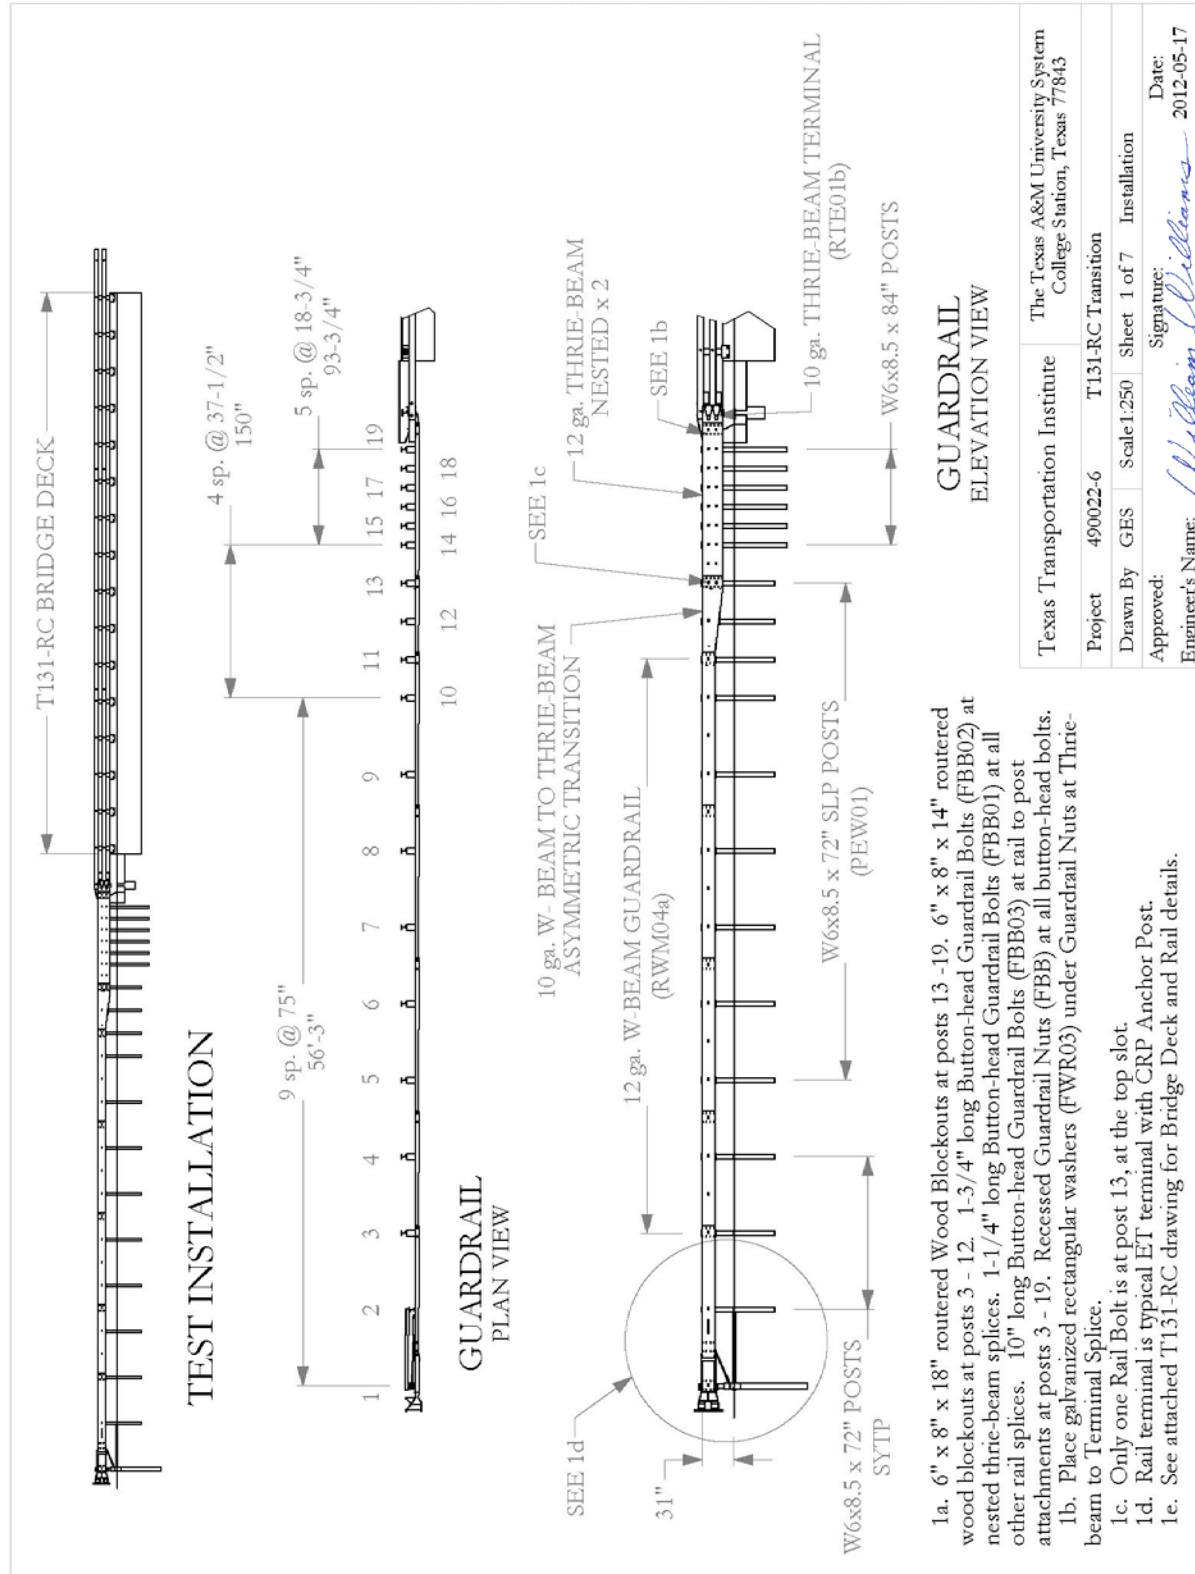 T131-RC BRIDGE DECK
TEST INSTALLATION
9 sp. @ 75"
56'-3"
4 sp. @ 37-1/2"
150"
5 sp. @ 18-3/4"
93-3/4"
1
2
3
4
5
6
7
8
9
10
11
12
13
14
15
16
17
18
19
GUARDRAIL
PLAN VIEW
SEE 1d
31"
W6x8.5 x 72" POSTS
SYTP
12 ga. W-BEAM GUARDRAIL
(RWM04a)
W6x8.5 x 72" SLP POSTS
(PEW01)
10 ga. W- BEAM TO THRIE-BEAM
ASYMMETRIC TRANSITION
SEE 1c
12 ga. THRIE-BEAM
NESTED x 2
SEE 1b
10 ga. THRIE-BEAM TERMINAL
(RTE01b)
W6x8.5 x 84" POSTS
GUARDRAIL
ELEVATION VIEW
1a. 6" x 8" x 18" routered Wood Blockouts at posts 13 -19. 6" x 8" x 14" routered
wood blockouts at posts 3 - 12. 1-3/4" long Button-head Guardrail Bolts (FBB02) at
nested thrie-beam splices. 1-1/4" long Button-head Guardrail Bolts (FBB01) at all
other rail splices. 10" long Button-head Guardrail Bolts (FBB03) at rail to post
attachments at posts 3 - 19. Recessed Guardrail Nuts (FBB) at all button-head bolts.
1b. Place galvanized rectangular washers (FWR03) under Guardrail Nuts at Thrie-
beam to Terminal Splice.
1c. Only one Rail Bolt is at post 13, at the top slot.
1d. Rail terminal is typical ET terminal with CRP Anchor Post.
1e. See attached T131-RC drawing for Bridge Deck and Rail details.
Texas Transportation Institute
The Texas A&M University System
College Station, Texas 77843
Project 490022-6 T131-RC Transition
Drawn By GES Scale 1:250 Sheet 1 of 7 Installation
Approved: Signature: Date:
Engineer's Name: William Williams 2012-05-17